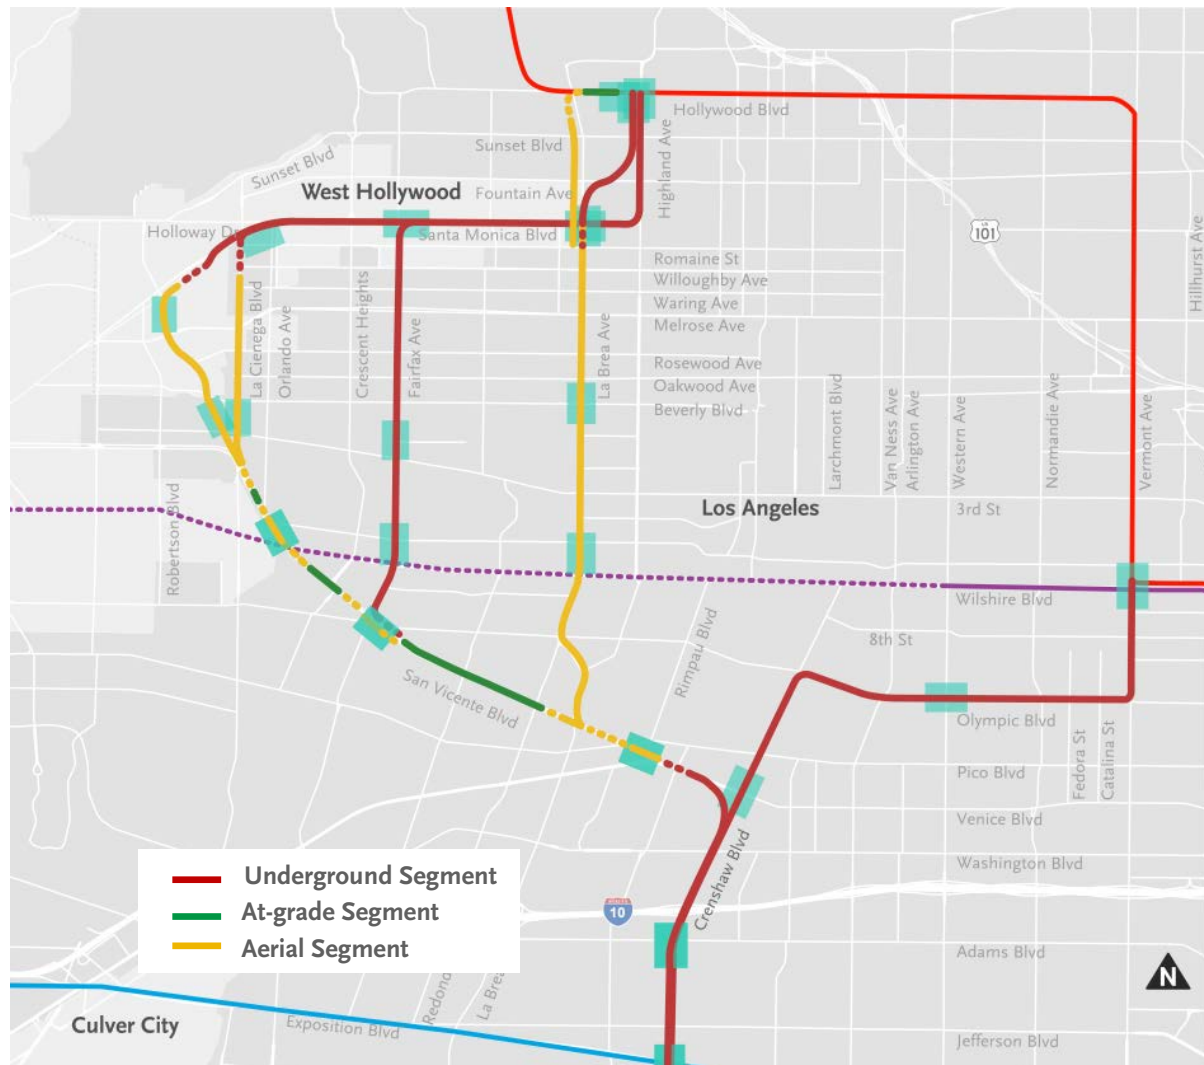 Hollywood Blvd
Sunset Blvd
Highland Ave
Sunset Blvd
West Hollywood
Fountain Ave
Holloway Dr
Santa Monica Blvd
101
Hillhurst Ave
Romaine St
Willoughby Ave
Waring Ave
Melrose Ave
La Cienega Blvd
Orlando Ave
Crescent Heights
Fairfax Ave
La Brea Ave
Rosewood Ave
Oakwood Ave
Beverly Blvd
Larchmont Blvd
Van Ness Ave
Arlington Ave
Western Ave
Normandie Ave
Vermont Ave
Los Angeles
3rd St
Robertson Blvd
Wilshire Blvd
8th St
Rimpau Blvd
San Vicente Blvd
Olympic Blvd
Fedora St
Catalina St
Pico Blvd
Venice Blvd
Washington Blvd
Crenshaw Blvd
Underground Segment
At-grade Segment
Aerial Segment
10
Adams Blvd
N
Redond
La Brea
Culver City
Exposition Blvd
Jefferson Blvd